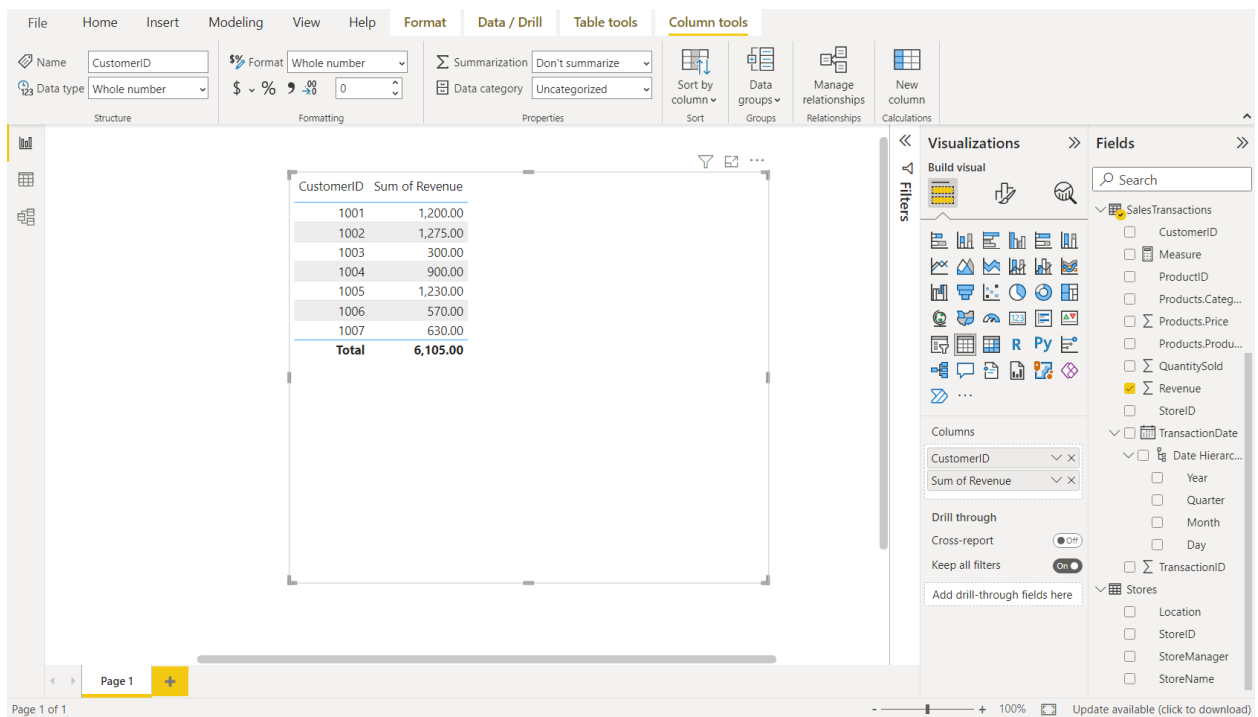 File Home Insert Modeling View Help Format Data / Drill Table tools Column tools
Name CustomerID $% Format Whole number Summarization Don't summarize
Data type Whole number $ % 9 .00 0 Data category Uncategorized
Sort by column
Data groups
Manage relationships
New column
Structure Formatting Properties Sort Groups Relationships Calculations
CustomerID Sum of Revenue
1001 1,200.00
1002 1,275.00
1003 300.00
1004 900.00
1005 1,230.00
1006 570.00
1007 630.00
Total 6,105.00
Filters
Visualizations
Build visual
123
R Py
...
Columns
CustomerID
Sum of Revenue
Drill through
Cross-report Off
Keep all filters On
Add drill-through fields here
Fields
Search
SalesTransactions
CustomerID
Measure
ProductID
Products.Categ...
Products.Price
Products.Produ...
QuantitySold
Revenue
StoreID
TransactionDate
Date Hierarc...
Year
Quarter
Month
Day
TransactionID
Stores
Location
StoreID
StoreManager
StoreName
Page 1 +
Page 1 of 1
- + 100% Update available (click to download)